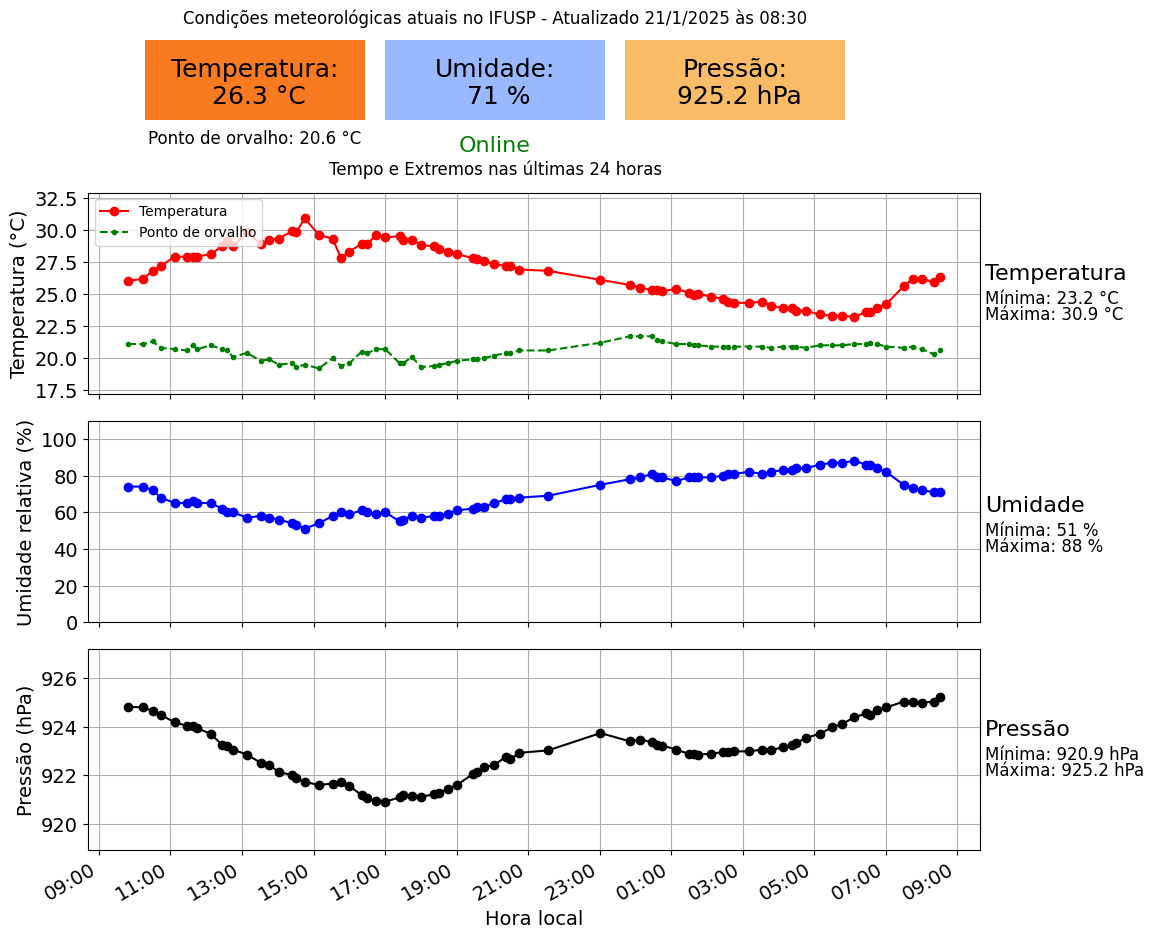 Condições meteorológicas atuais no IFUSP - Atualizado 21/1/2025 às 08:30
Temperatura:
26.3 °C
Umidade:
71 %
Pressão:
925.2 hPa
Ponto de orvalho: 20.6 °C
Online
Tempo e Extremos nas últimas 24 horas
Temperatura (°C)
32.5
30.0
27.5
25.0
22.5
20.0
17.5
Temperatura
Ponto de orvalho
Temperatura
Mínima: 23.2 °C
Máxima: 30.9 °C
Umidade relativa (%)
100
80
60
40
20
0
Umidade
Mínima: 51 %
Máxima: 88 %
Pressão (hPa)
926
924
922
920
Pressão
Mínima: 920.9 hPa
Máxima: 925.2 hPa
09:00
11:00
13:00
15:00
17:00
19:00
21:00
23:00
01:00
03:00
05:00
07:00
09:00
Hora local